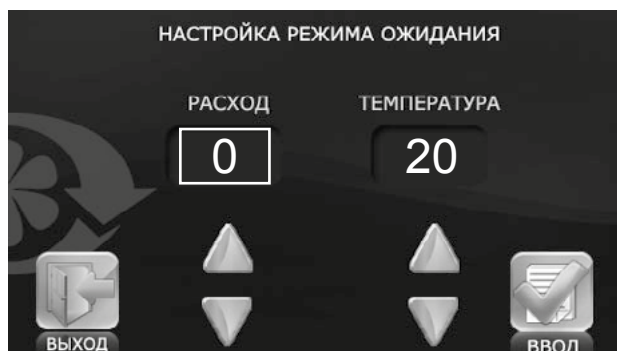 НАСТРОЙКА РЕЖИМА ОЖИДАНИЯ
РАСХОД ТЕМПЕРАТУРА
0 20
ВЫХОД ВВОД